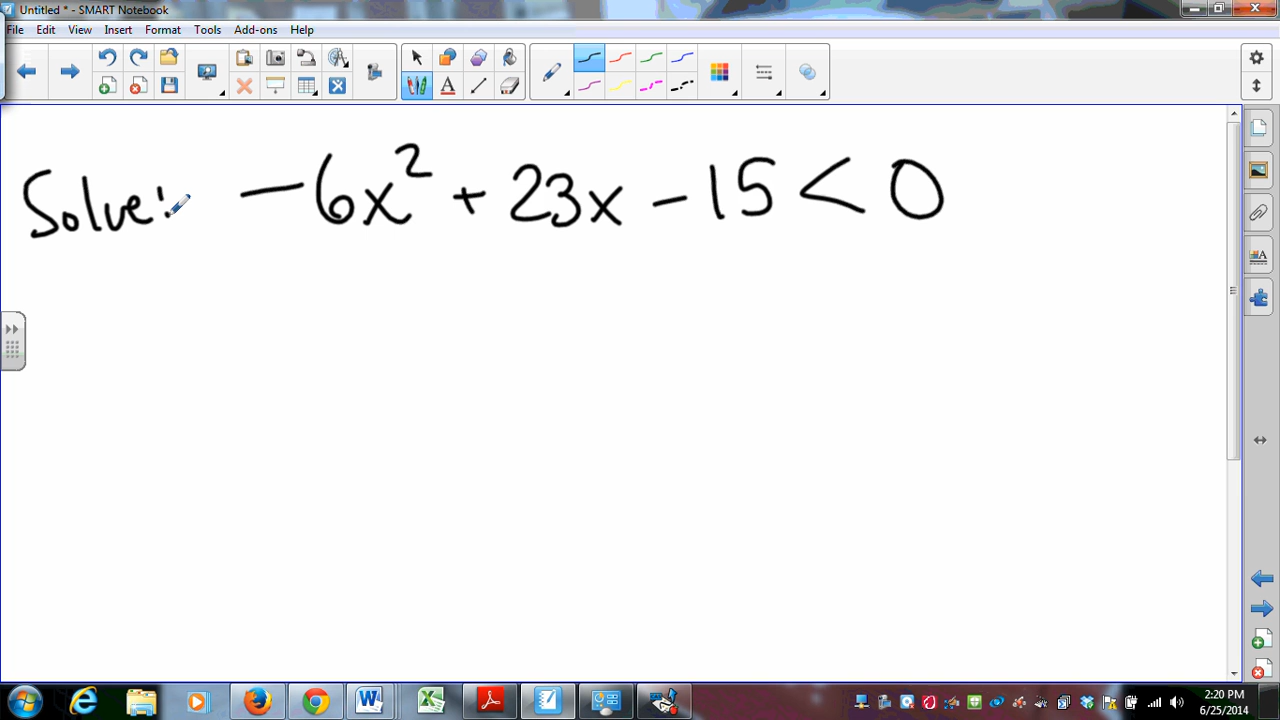 Untitled * - SMART Notebook
File Edit View Insert Format Tools Add-ons Help
Solve: -6x² + 23x - 15 < 0
2:20 PM
6/25/2014